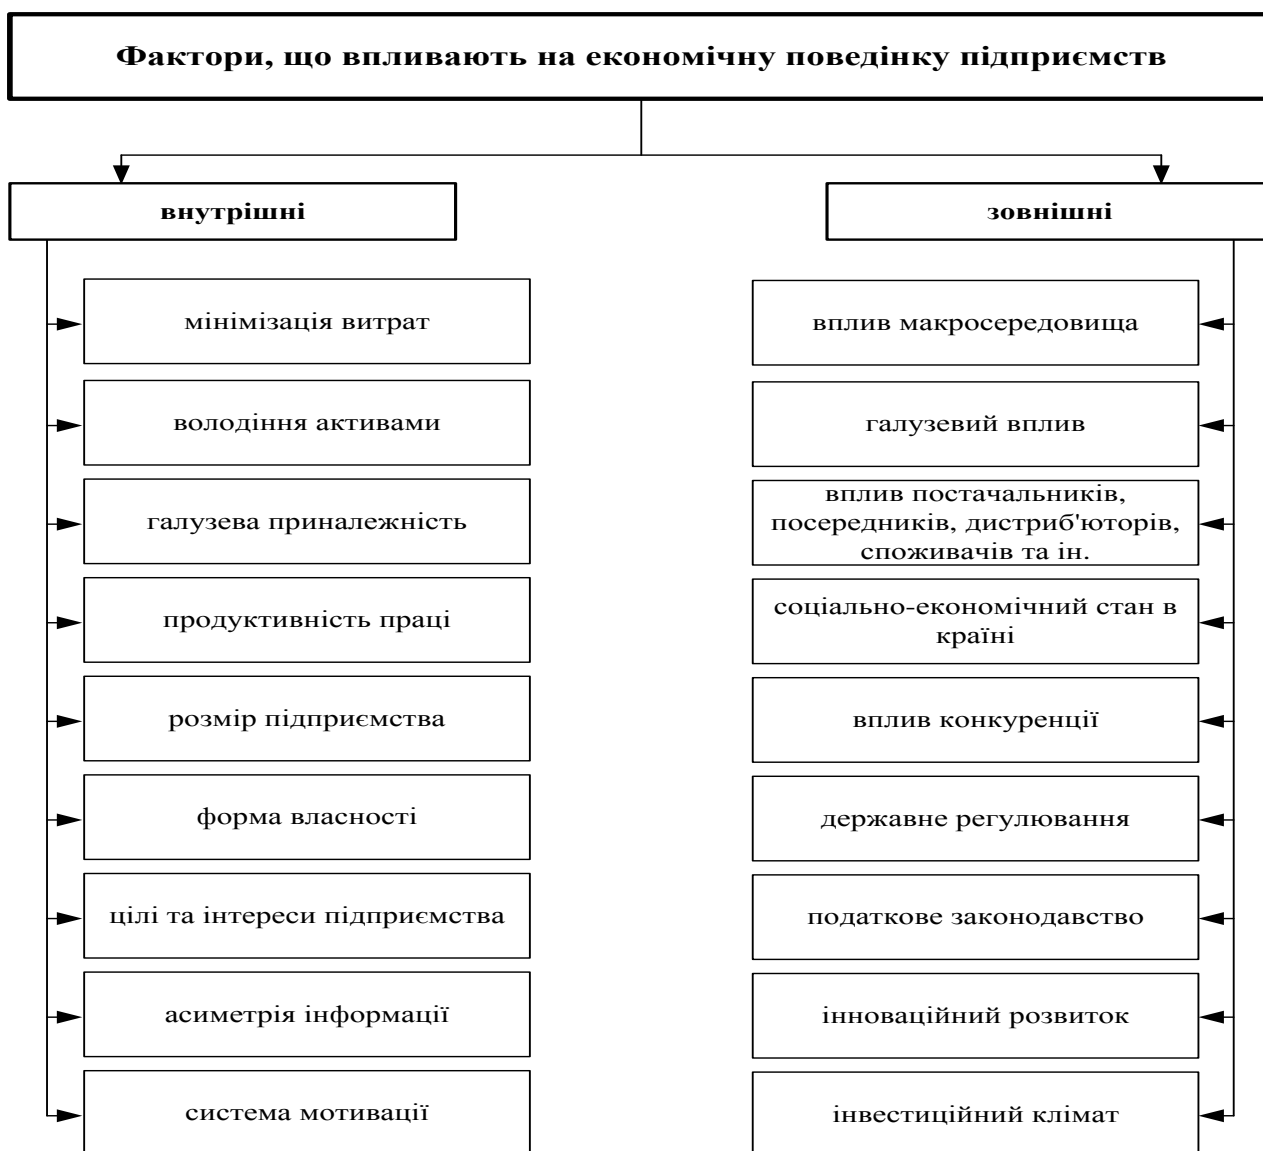 Фактори, що впливають на економічну поведінку підприємств
внутрішні
мінімізація витрат
володіння активами
галузева приналежність
продуктивність праці
розмір підприємства
форма власності
цілі та інтереси підприємства
асиметрія інформації
система мотивації
зовнішні
вплив макросередовища
галузевий вплив
вплив постачальників,
посередників, дистриб'юторів,
споживачів та ін.
соціально-економічний стан в
країні
вплив конкуренції
державне регулювання
податкове законодавство
інноваційний розвиток
інвестиційний клімат